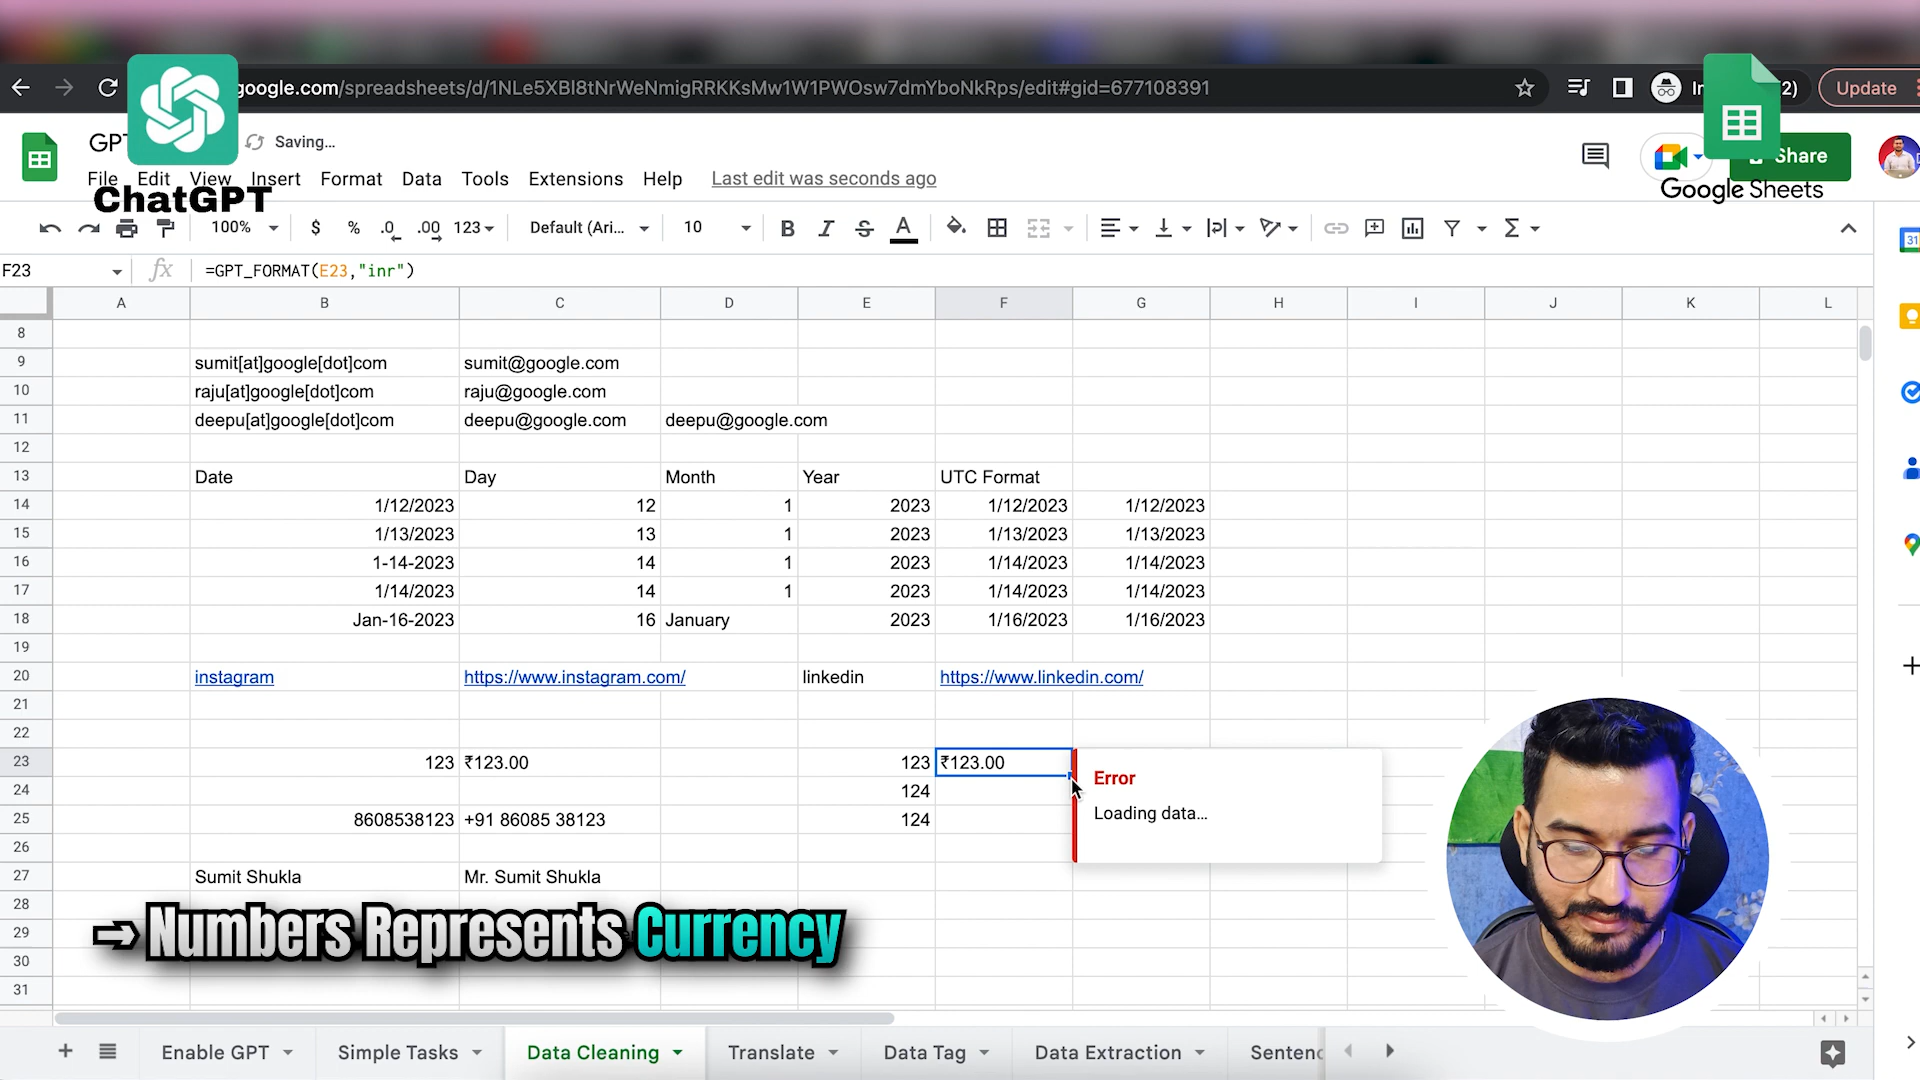 google.com/spreadsheets/d/1NLe5XBl8tNrWeNmigRRKKsMw1W1PWOsw7dmYboNkRps/edit#gid=677108391
2)
Update
GPT
Saving...
Share
File Edit View Insert Format Data Tools Extensions Help Last edit was seconds ago
ChatGPT
Google Sheets
100% $ % .0 .00 123 Default (Ari... 10 B I S A
31
F23 fx =GPT_FORMAT(E23,"inr")
A B C D E F G H I J K L
8
9 sumit[at]google[dot]com sumit@google.com
10 raju[at]google[dot]com raju@google.com
11 deepu[at]google[dot]com deepu@google.com deepu@google.com
12
13 Date Day Month Year UTC Format
14 1/12/2023 12 1 2023 1/12/2023 1/12/2023
15 1/13/2023 13 1 2023 1/13/2023 1/13/2023
16 1-14-2023 14 1 2023 1/14/2023 1/14/2023
17 1/14/2023 14 1 2023 1/14/2023 1/14/2023
18 Jan-16-2023 16 January 2023 1/16/2023 1/16/2023
19
20 instagram https://www.instagram.com/ linkedin https://www.linkedin.com/
21
22
23 123 ₹123.00 123 ₹123.00
Error
24 124
Loading data...
25 8608538123 +91 86085 38123 124
26
27 Sumit Shukla Mr. Sumit Shukla
28
29
Numbers Represents Currency
30
31
Enable GPT Simple Tasks Data Cleaning Translate Data Tag Data Extraction Sentenc